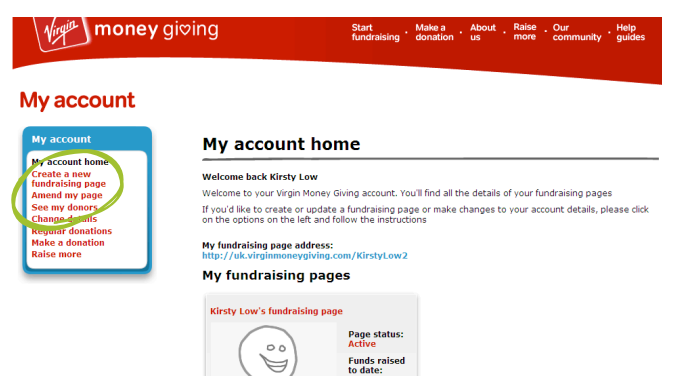 Virgin money giving
Start fundraising · Make a donation · About us · Raise more · Our community · Help guides
My account
My account
My account home
Create a new
fundraising page
Amend my page
See my donors
Change details
Regular donations
Make a donation
Raise more
My account home
Welcome back Kirsty Low
Welcome to your Virgin Money Giving account. You'll find all the details of your fundraising pages
If you'd like to create or update a fundraising page or make changes to your account details, please click
on the options on the left and follow the instructions
My fundraising page address:
http://uk.virginmoneygiving.com/KirstyLow2
My fundraising pages
Kirsty Low's fundraising page
Page status:
Active
Funds raised
to date: